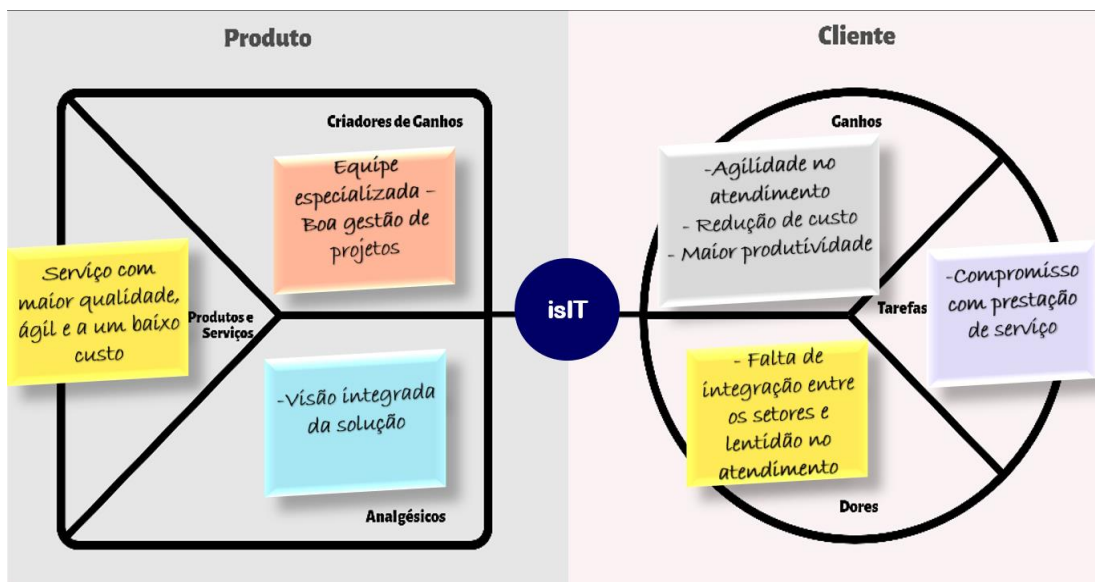 Produto
Cliente
Criadores de Ganhos
Equipe
especializada -
Boa gestão de
projetos
Serviço com
maior qualidade,
ágil e a um baixo
custo
Produtos e
Serviços
-Visão integrada
da solução
Analgésicos
isIT
Ganhos
-Agilidade no
atendimento
- Redução de custo
- Maior produtividade
-Compromisso
com prestação
de serviço
Tarefas
- Falta de
integração entre
os setores e
lentidão no
atendimento
Dores